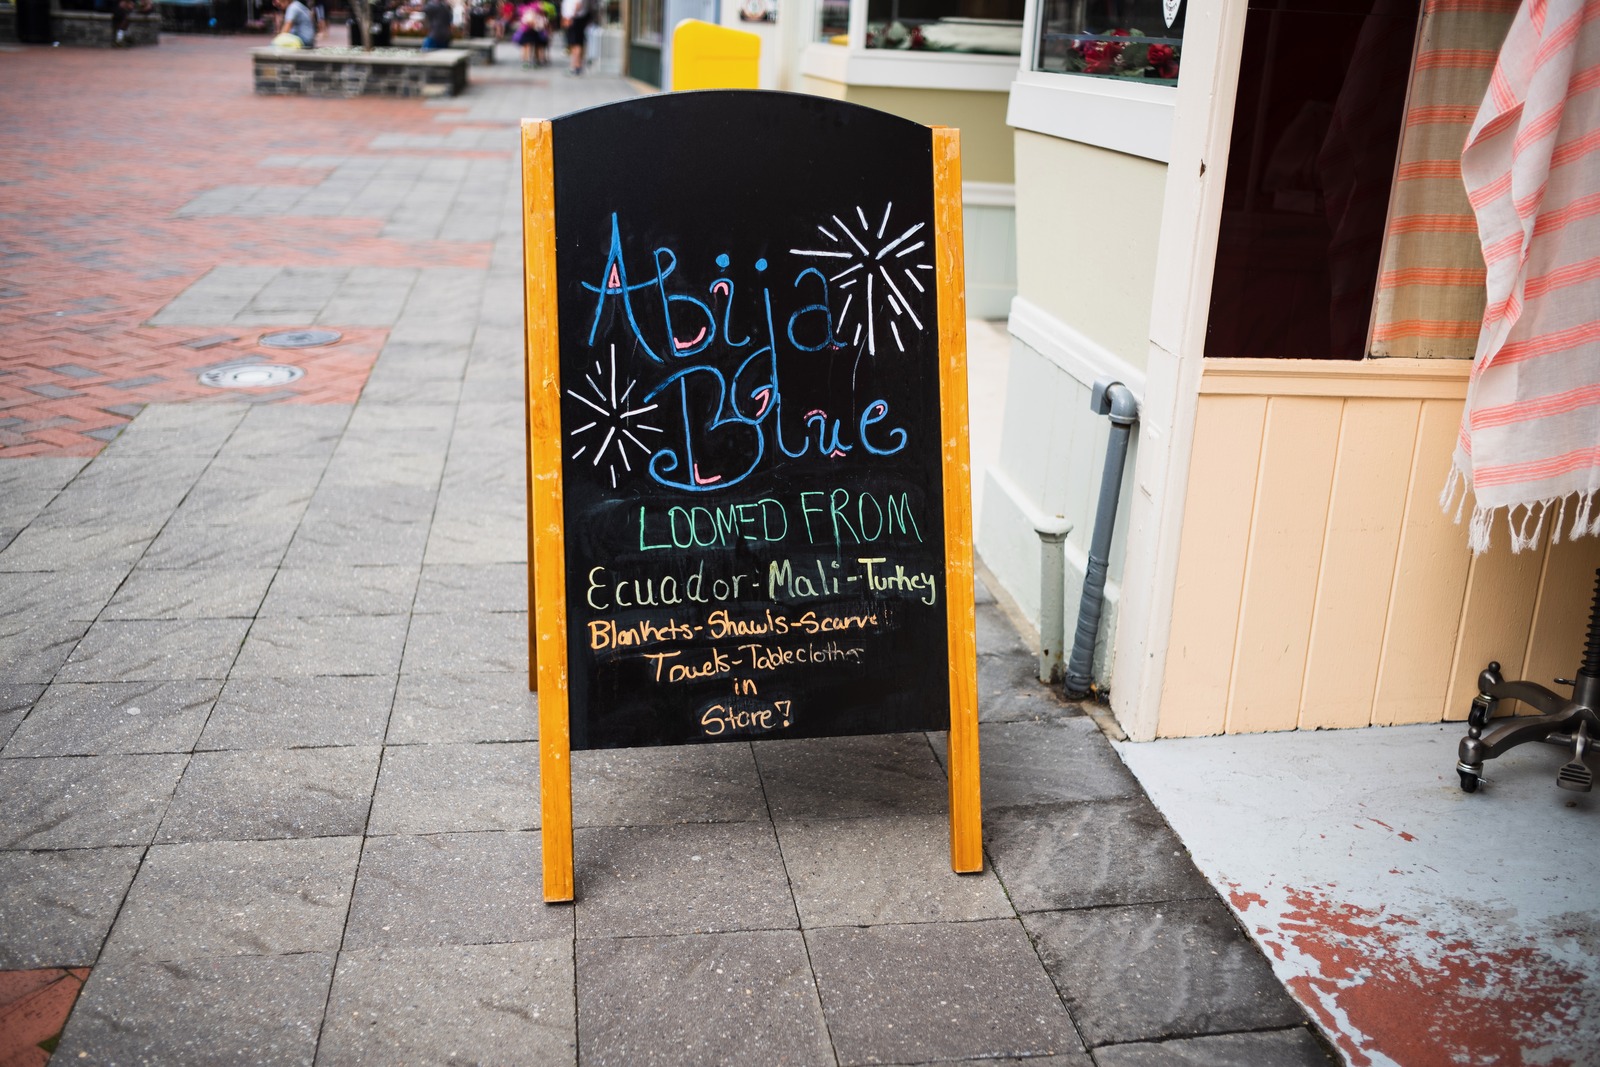 Abija
Blue
LOOMED FROM
Ecuador-Mali-Turkey
Blankets-Shawls-Scarve
Towels-Tablecloths
in
Store?